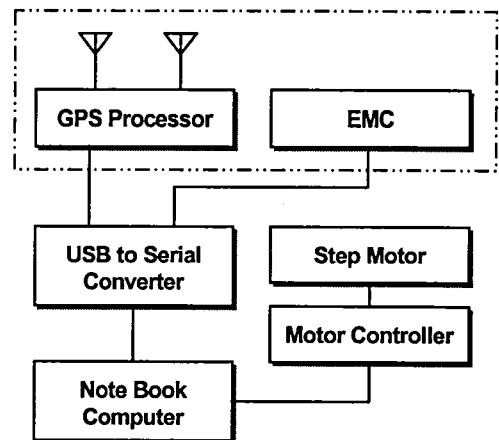 GPS Processor
EMC
USB to Serial
Converter
Step Motor
Motor Controller
Note Book
Computer